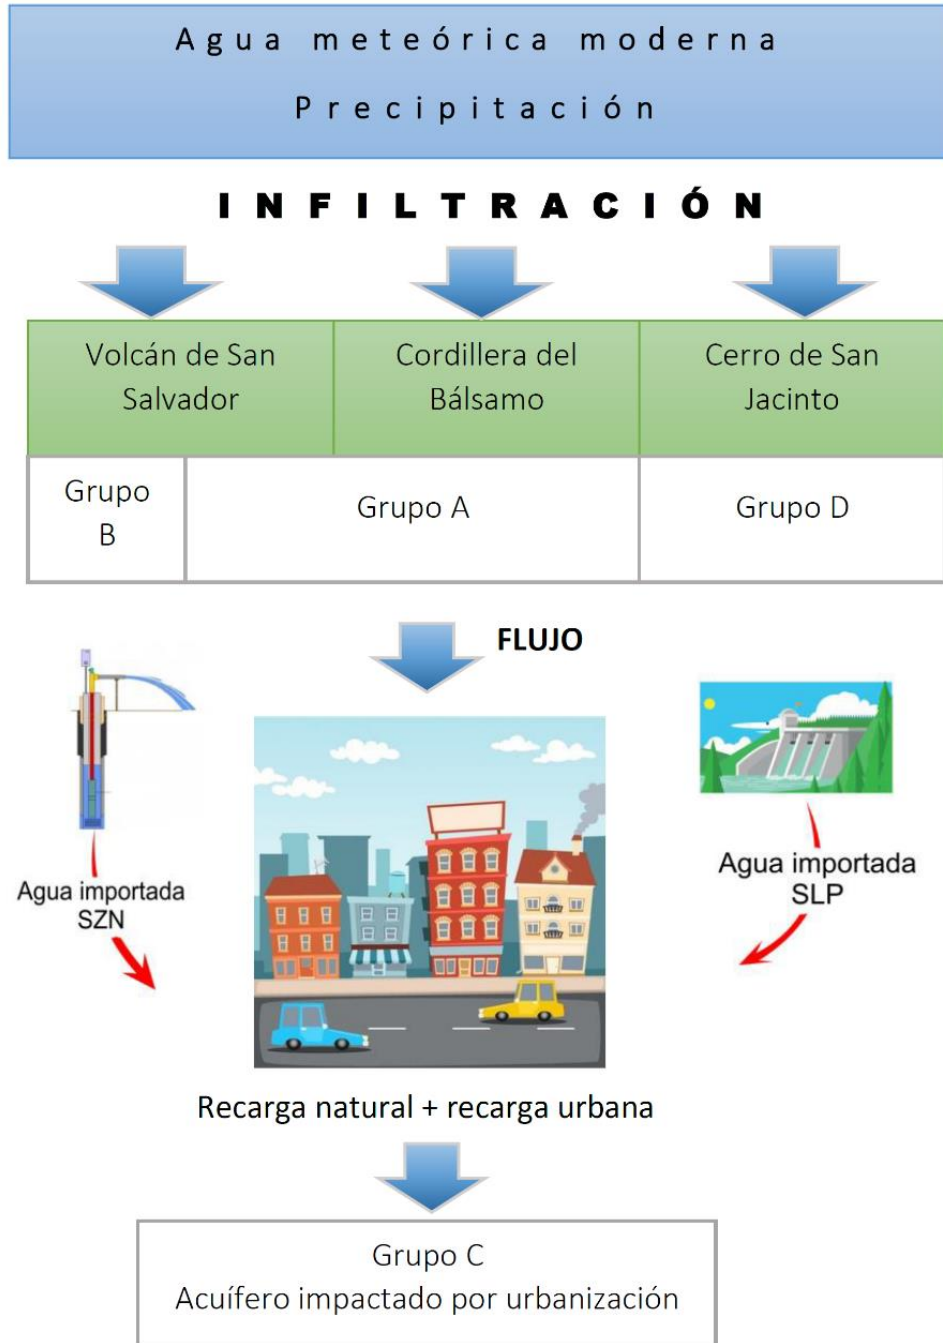 Agua meteórica moderna
Precipitación
INFILTRACIÓN
Volcán de San
Salvador
Cordillera del
Bálsamo
Cerro de San
Jacinto
Grupo
B
Grupo A
Grupo D
FLUJO
Agua importada
SZN
Agua importada
SLP
Recarga natural + recarga urbana
Grupo C
Acuífero impactado por urbanización